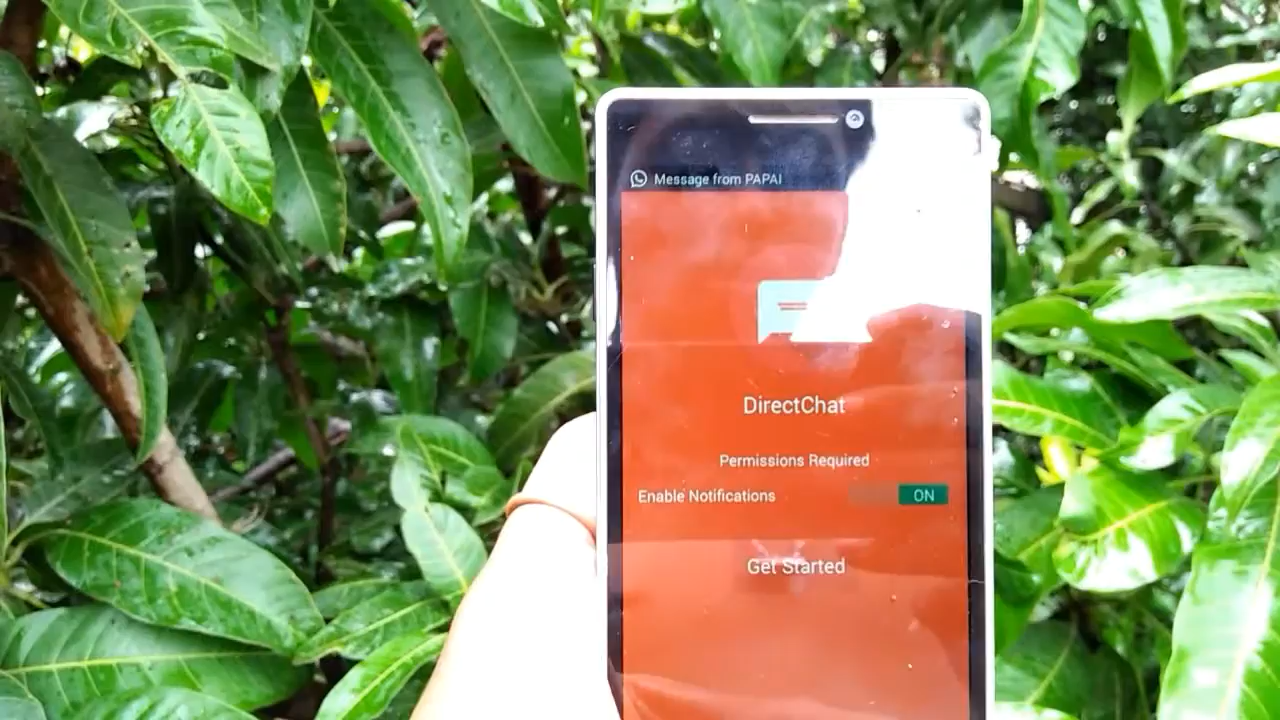 Message from PAPAI
DirectChat
Permissions Required
Enable Notifications ON
Get Started